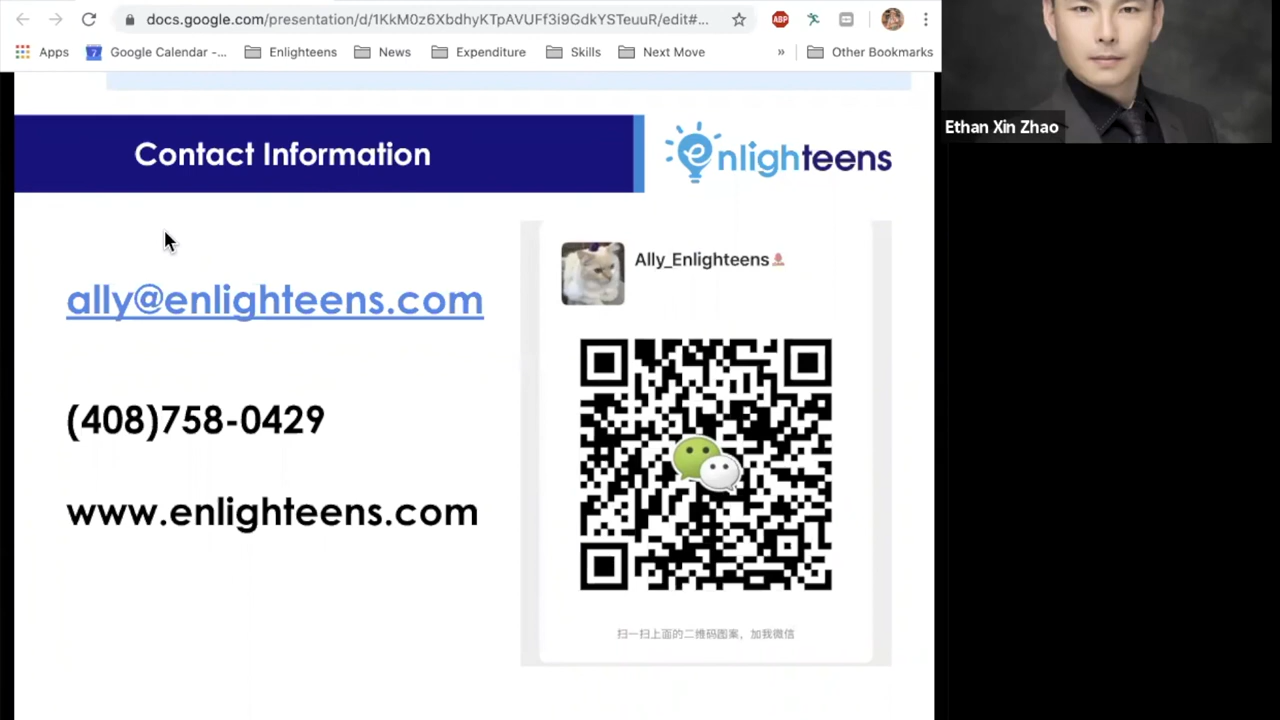 docs.google.com/presentation/d/1KkM0z6XbdhyKTpAVUFf3i9GdkYSTeuuR/edit#...
ABP
Apps
7
Google Calendar -...
Enlighteens
News
Expenditure
Skills
Next Move
»
Other Bookmarks
Ethan Xin Zhao
Contact Information
enlighteens
Ally_Enlighteens
ally@enlighteens.com
(408)758-0429
www.enlighteens.com
扫一扫上面的二维码图案，加我微信